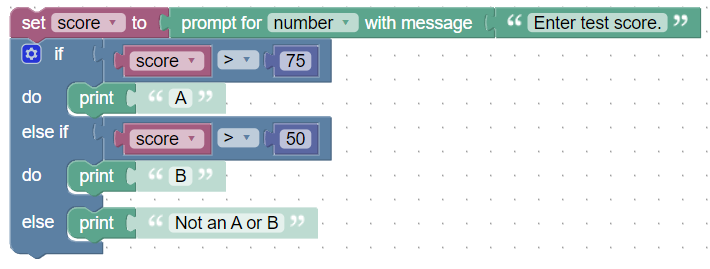 set score to prompt for number with message “ Enter test score. ”
if score > 75
do print “ A ”
else if score > 50
do print “ B ”
else print “ Not an A or B ”